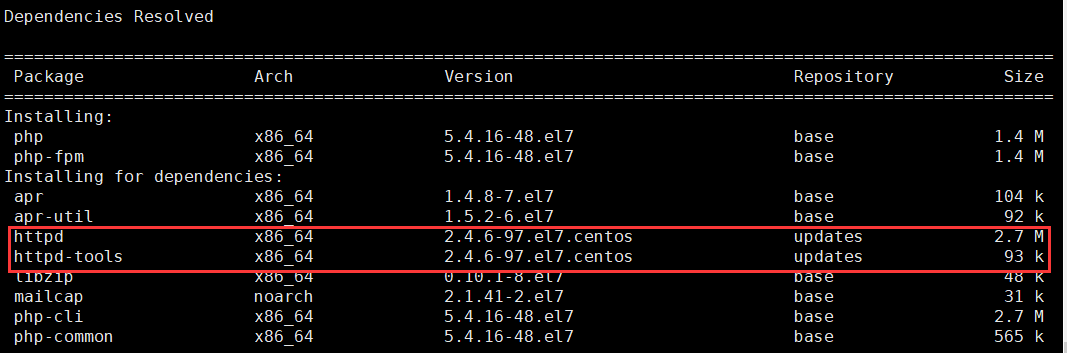 Dependencies Resolved
================================================================================
Package Arch Version Repository Size
================================================================================
Installing:
php x86_64 5.4.16-48.el7 base 1.4 M
php-fpm x86_64 5.4.16-48.el7 base 1.4 M
Installing for dependencies:
apr x86_64 1.4.8-7.el7 base 104 k
apr-util x86_64 1.5.2-6.el7 base 92 k
httpd x86_64 2.4.6-97.el7.centos updates 2.7 M
httpd-tools x86_64 2.4.6-97.el7.centos updates 93 k
libzip x86_64 0.10.1-8.el7 base 48 k
mailcap noarch 2.1.41-2.el7 base 31 k
php-cli x86_64 5.4.16-48.el7 base 2.7 M
php-common x86_64 5.4.16-48.el7 base 565 k